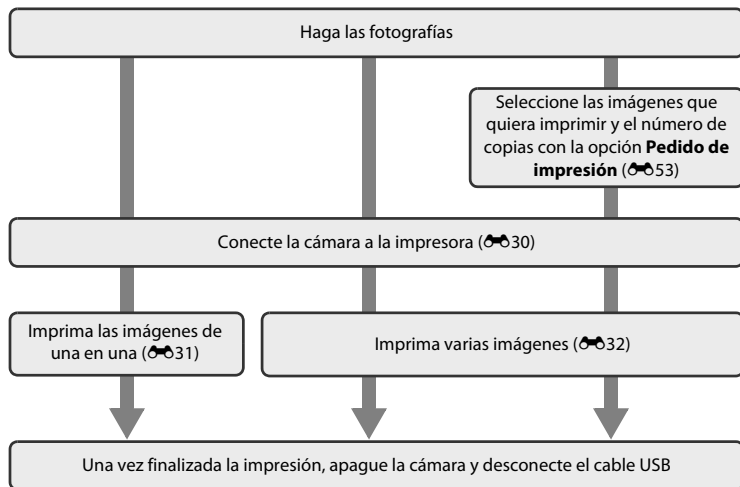 Haga las fotografías
Seleccione las imágenes que
quiera imprimir y el número de
copias con la opción Pedido de
impresión (53)
Conecte la cámara a la impresora (30)
Imprima las imágenes de
una en una (31)
Imprima varias imágenes (32)
Una vez finalizada la impresión, apague la cámara y desconecte el cable USB